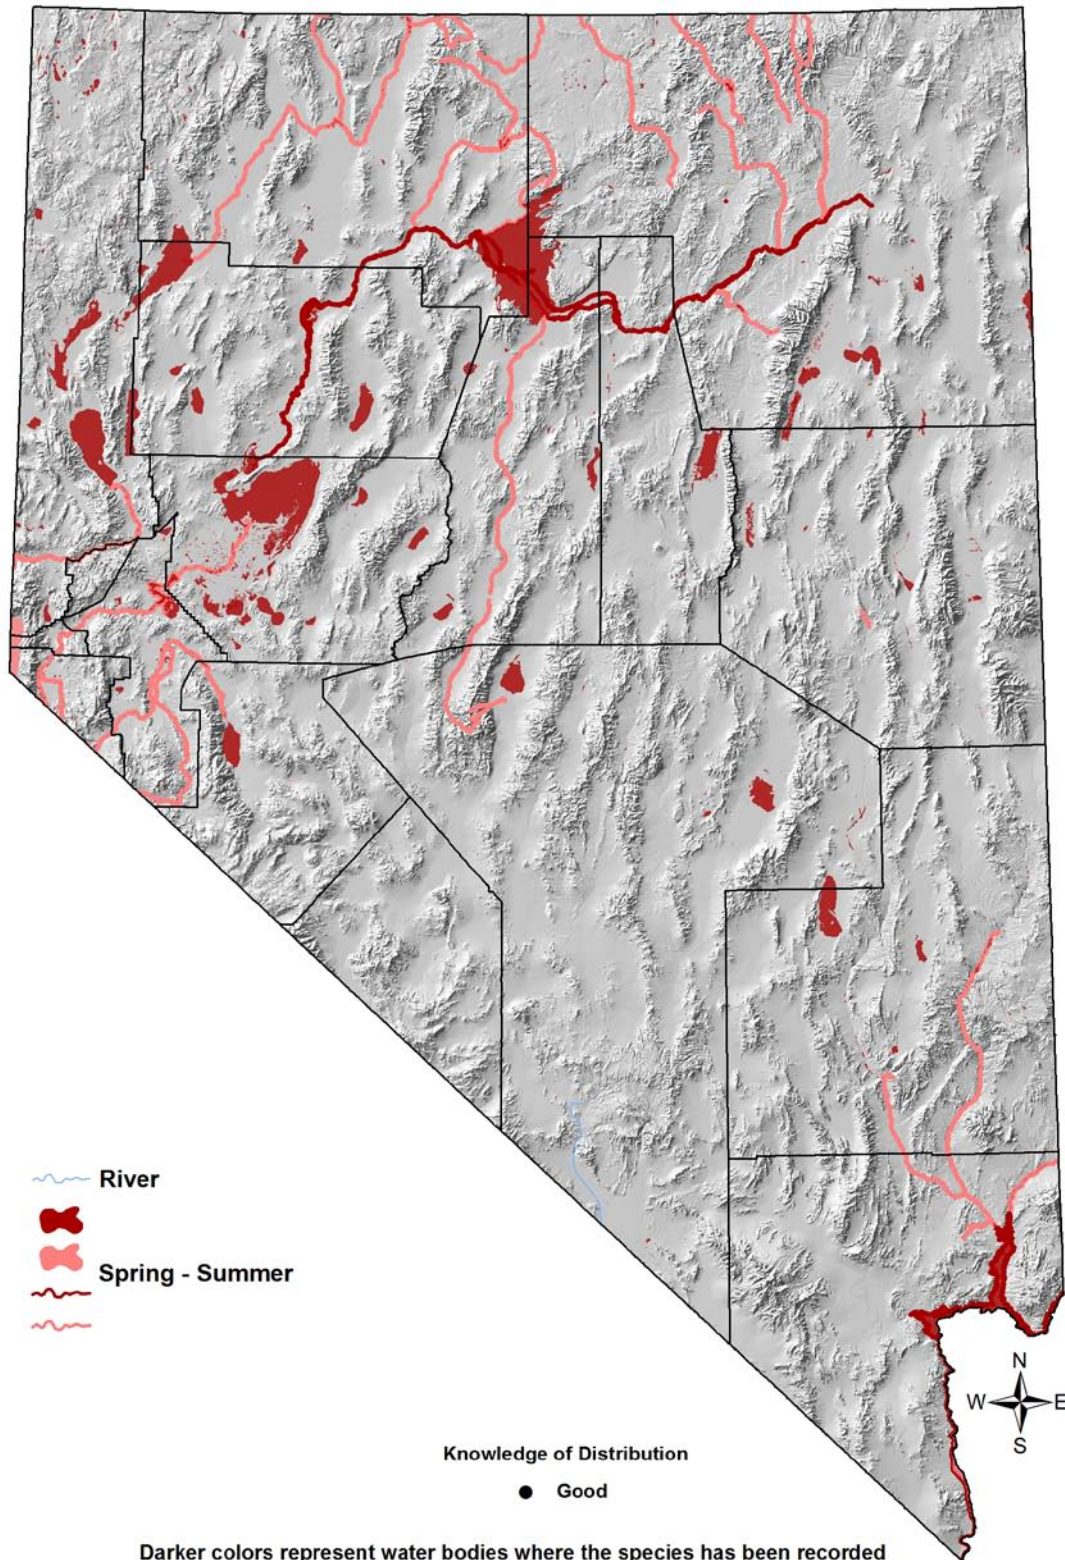 River
Spring - Summer
N
W E
S
Knowledge of Distribution
Good
Darker colors represent water bodies where the species has been recorded